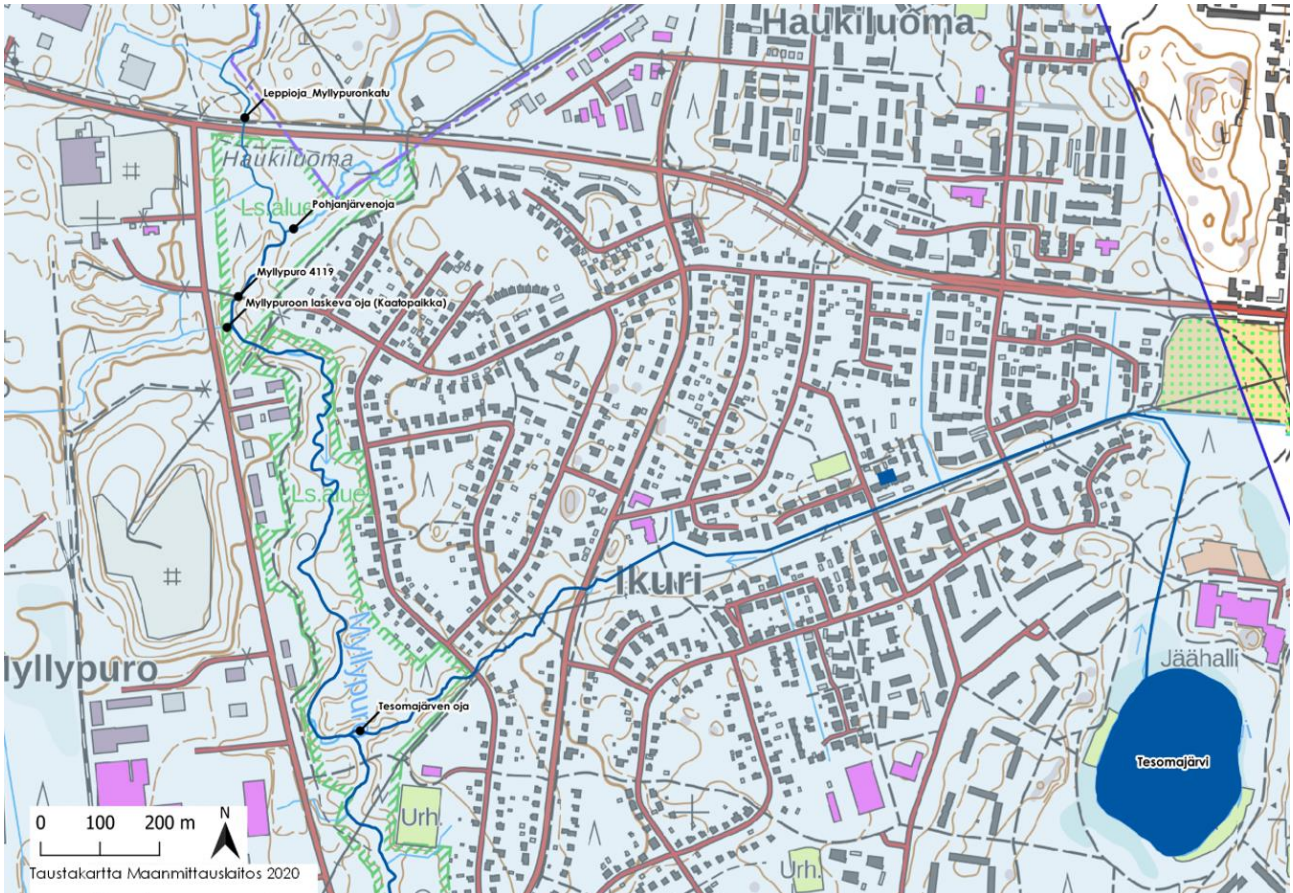 Haukiluoma
Leppioja_Myllypuronkatu
Haukiluoma
Ls.alue
Pohjanjärvenoja
Myllypuro 4119
Myllypuroon laskeva oja (Kaatopaikka)
Ls.alue
Ikuri
Myllypuro
yllypuro
Jäähalli
Tesomajärven oja
Tesomajärvi
Urh.
Urh.
0 100 200 m
N
Taustakartta Maanmittauslaitos 2020